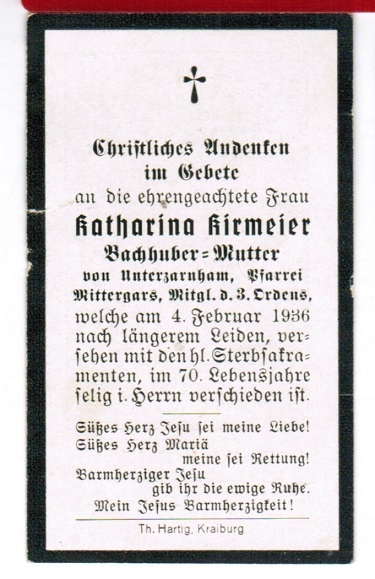 Christliches Andenken
im Gebete
an die ehrengeachtete Frau
Katharina Kirmeier
Bachhuber=Mutter
von Unterzarnham, Pfarrei
Mittergars, Mitgl. d. 3. Ordens,
welche am 4. Februar 1936
nach längerem Leiden, ver-
sehen mit den hl. Sterbsakra-
menten, im 70. Lebensjahre
selig i. Herrn verschieden ist.
Süßes Herz Jesu sei meine Liebe!
Süßes Herz Mariä
meine sei Rettung!
Barmherziger Jesu
gib ihr die ewige Ruhe.
Mein Jesus Barmherzigkeit!
Th. Hartig, Kraiburg